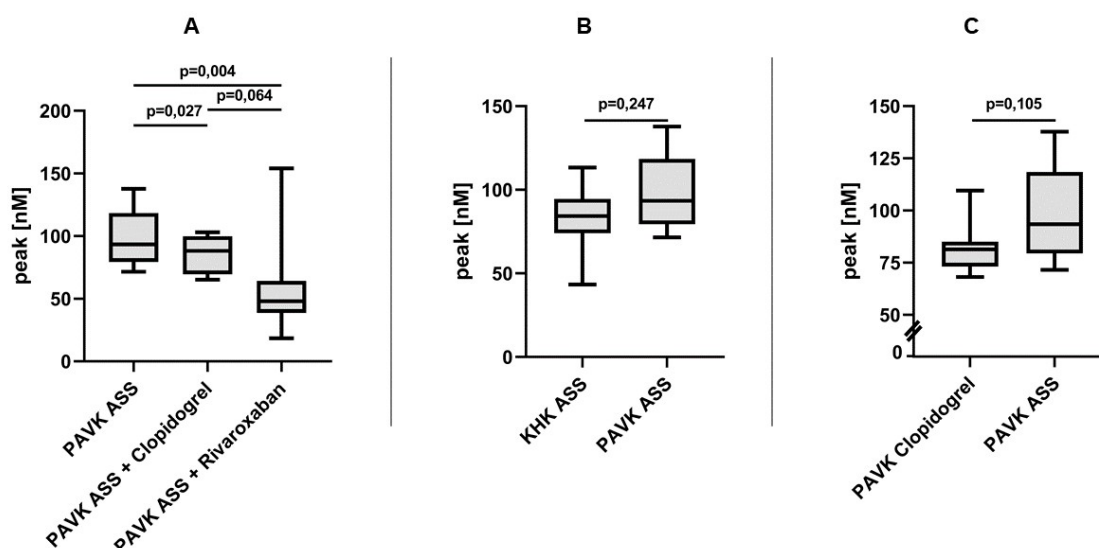 A
p=0,004
p=0,064
p=0,027
peak [nM]
200
150
100
50
0
PAVK ASS
PAVK ASS + Clopidogrel
PAVK ASS + Rivaroxaban
B
p=0,247
peak [nM]
150
100
50
0
KHK ASS
PAVK ASS
C
p=0,105
peak [nM]
150
125
100
75
50
0
PAVK Clopidogrel
PAVK ASS